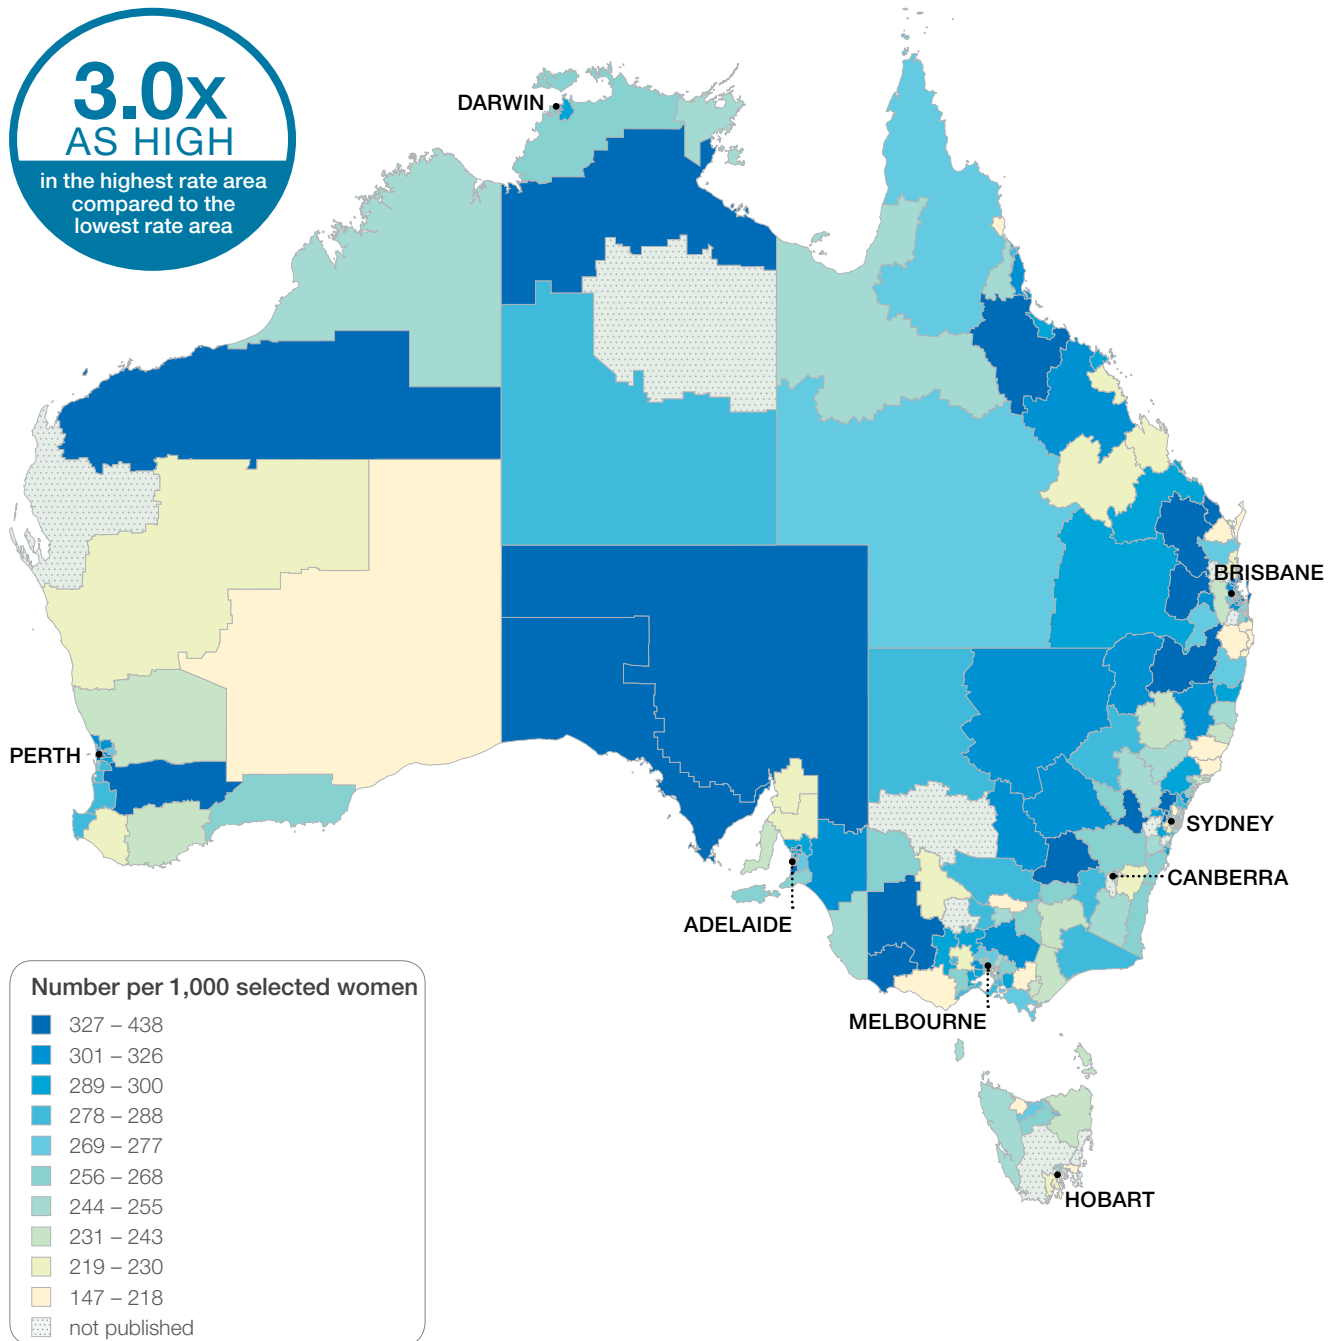 3.0x
AS HIGH
in the highest rate area
compared to the
lowest rate area
DARWIN
BRISBANE
PERTH
SYDNEY
CANBERRA
ADELAIDE
MELBOURNE
HOBART
Number per 1,000 selected women
327 – 438
301 – 326
289 – 300
278 – 288
269 – 277
256 – 268
244 – 255
231 – 243
219 – 230
147 – 218
not published